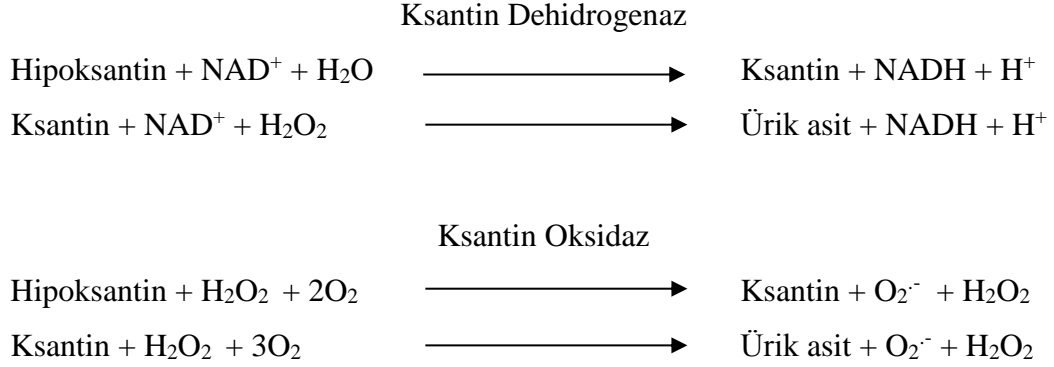 Ksantin Dehidrogenaz
Hipoksantin + NAD⁺ + H₂O ⟶ Ksantin + NADH + H⁺
Ksantin + NAD⁺ + H₂O₂ ⟶ Ürik asit + NADH + H⁺
Ksantin Oksidaz
Hipoksantin + H₂O₂ + 2O₂ ⟶ Ksantin + O₂·⁻ + H₂O₂
Ksantin + H₂O₂ + 3O₂ ⟶ Ürik asit + O₂·⁻ + H₂O₂